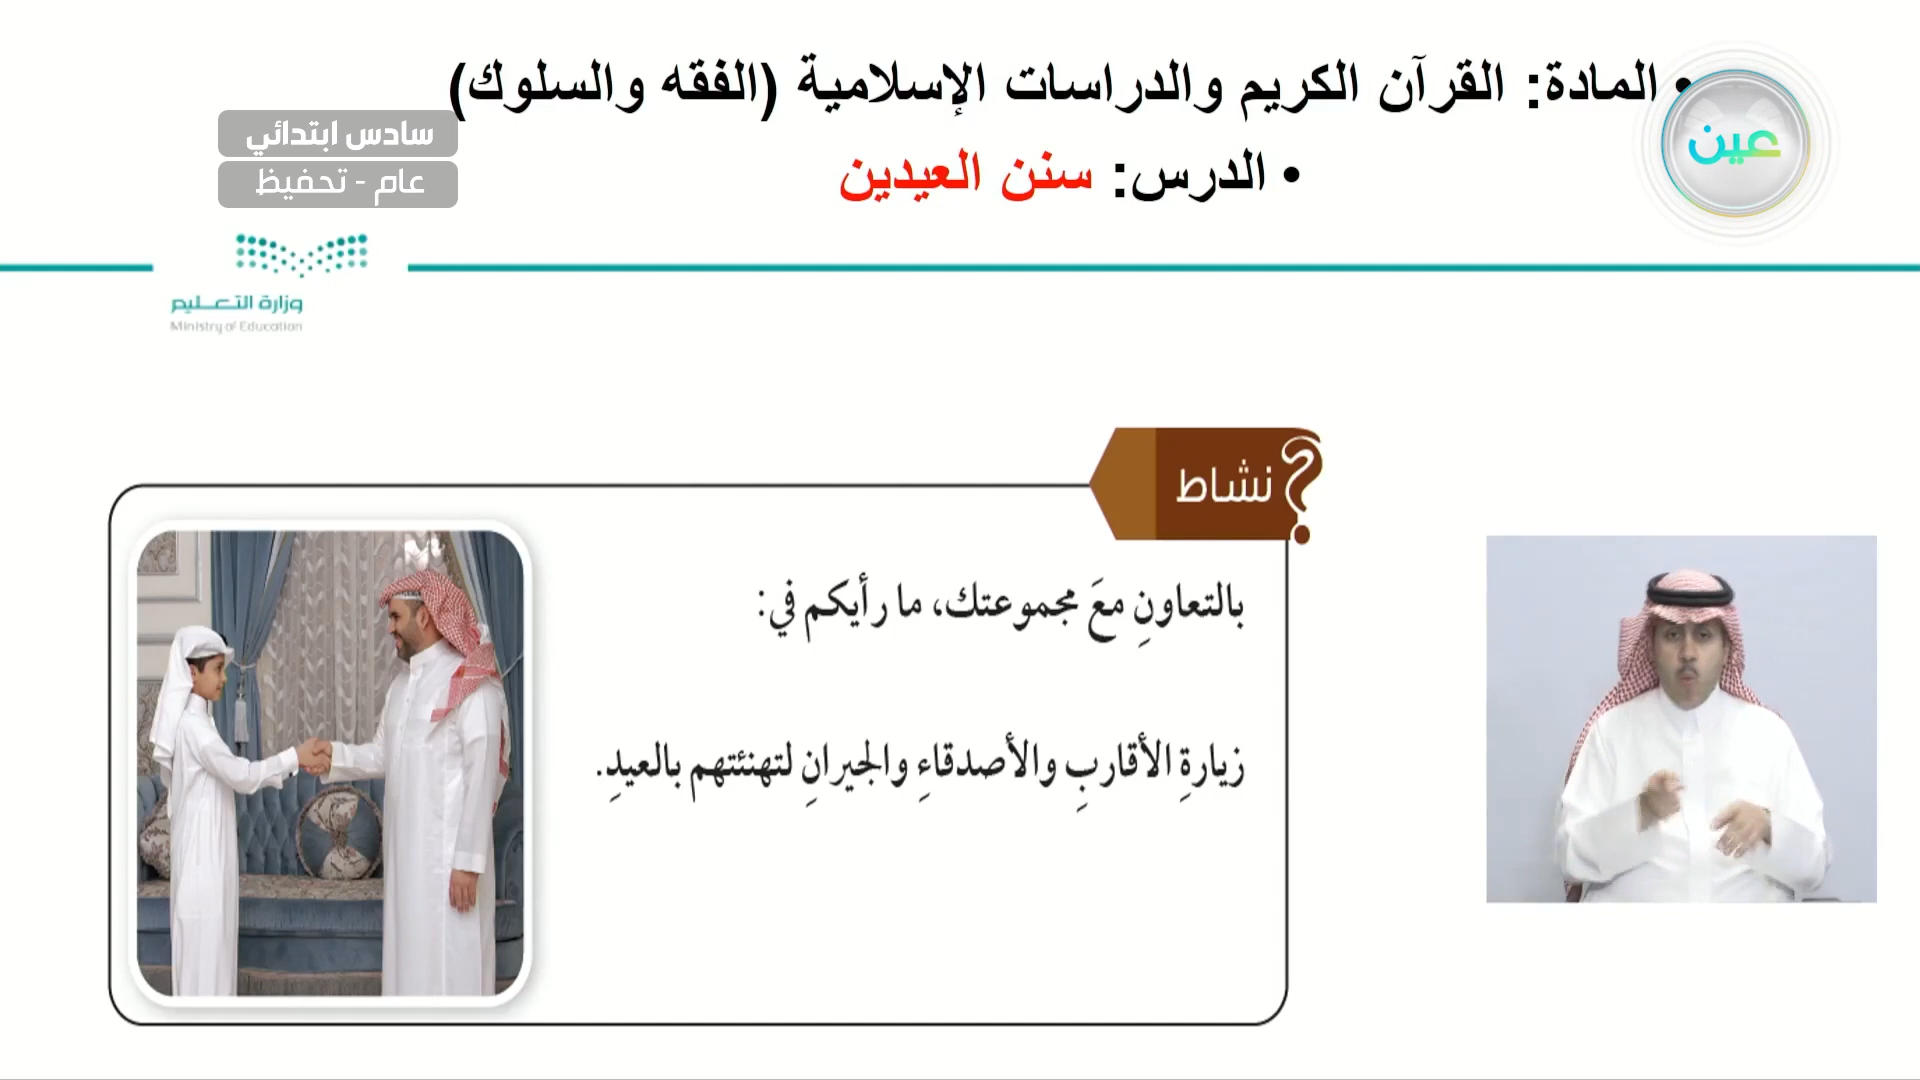 • المادة: القرآن الكريم والدراسات الإسلامية (الفقه والسلوك)
• الدرس: سنن العيدين
عين
سادس ابتدائي
عام - تحفيظ
وزارة التعليم
Ministry of Education
نشاط
بالتعاونِ معَ مجموعتك، ما رأيكم في:
زيارةِ الأقاربِ والأصدقاءِ والجيرانِ لتهنئتهم بالعيدِ.